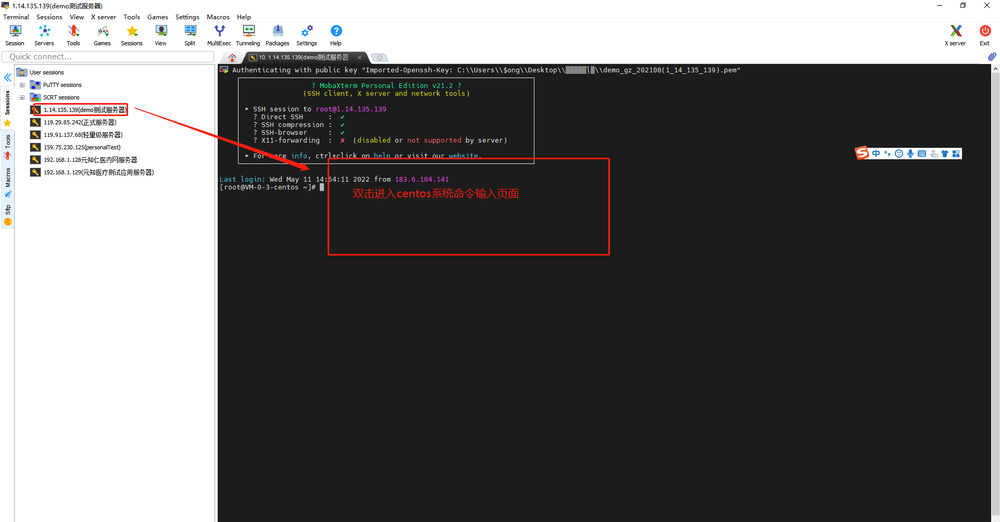 1.14.135.139(demo测试服务器)
Terminal Sessions View X server Tools Games Settings Macros Help
Session Servers Tools Games Sessions View Split MultiExec Tunneling Packages Settings Help X server Exit
Quick connect...
10. 1.14.135.139(demo测试服务器
User sessions
PuTTY sessions
SCRT sessions
1.14.135.139(demo测试服务器)
119.29.85.242(正式服务器)
119.91.137.68(轻量级服务器)
159.75.230.125(personalTest)
192.168.1.128元知仁医内网服务器
192.168.1.129(元知医疗测试应用服务器)
Sessions
Tools
Macros
Sftp
Authenticating with public key "Imported-Openssh-Key: C:\\Users\\$ong\\Desktop\\▒▒▒▒▒ļ▒\\demo_gz_202108(1_14_135_139).pem"
? MobaXterm Personal Edition v21.2 ?
(SSH client, X server and network tools)
➤ SSH session to root@1.14.135.139
? Direct SSH : ✔
? SSH compression : ✔
? SSH-browser : ✔
? X11-forwarding : ✘ (disabled or not supported by server)
➤ For more info, ctrl+click on help or visit our website.
Last login: Wed May 11 14:54:11 2022 from 183.6.104.141
[root@VM-0-3-centos ~]#
双击进入centos系统命令输入页面
中